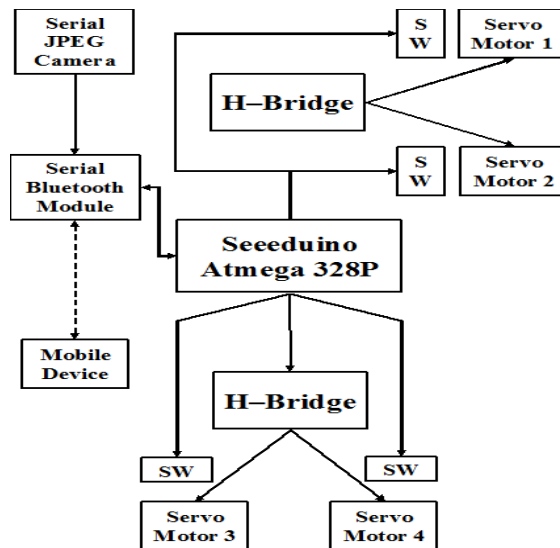 Serial
JPEG
Camera
S
W
Servo
Motor 1
H–Bridge
S
W
Servo
Motor 2
Serial
Bluetooth
Module
Seeeduino
Atmega 328P
Mobile
Device
H–Bridge
SW
SW
Servo
Motor 3
Servo
Motor 4